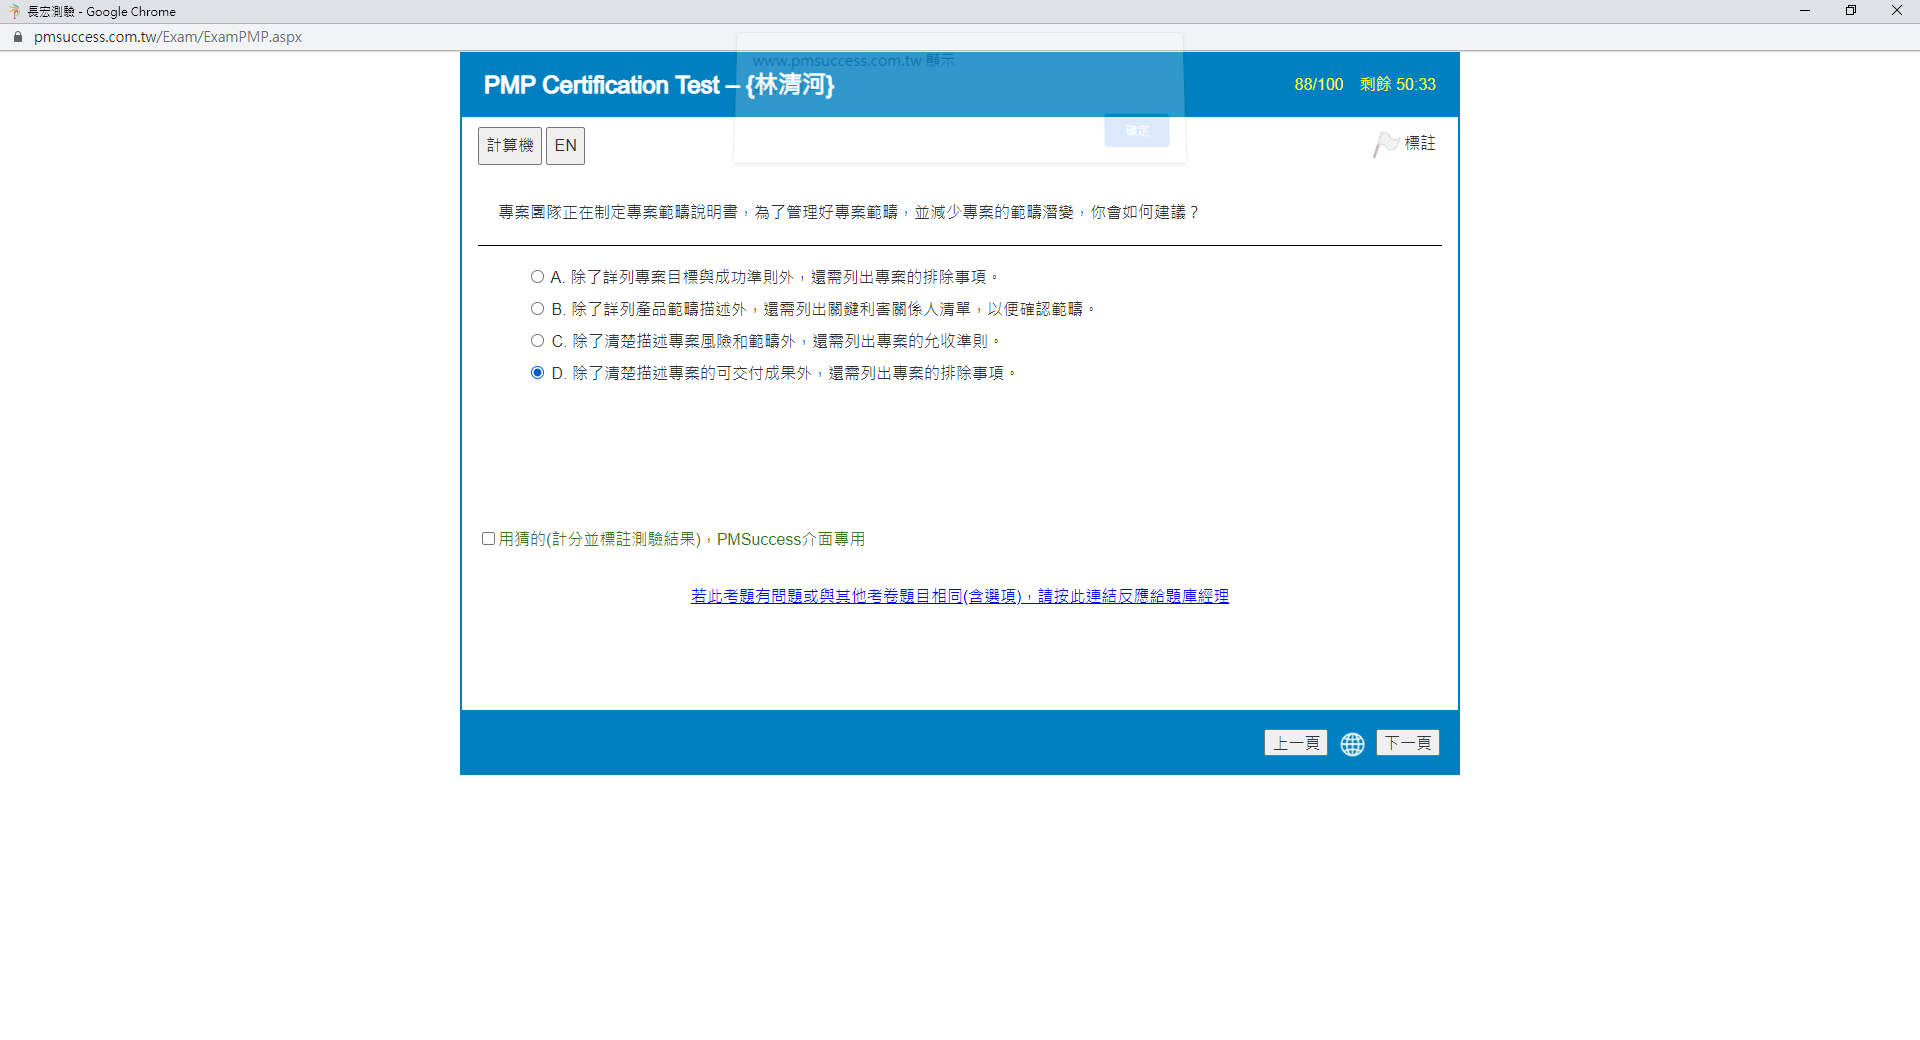 長宏測驗 - Google Chrome
pmsuccess.com.tw/Exam/ExamPMP.aspx
www.pmsuccess.com.tw 顯示
PMP Certification Test – {林清河}
88/100 剩餘 50:33
確定
計算機 EN
標註
專案團隊正在制定專案範疇說明書，為了管理好專案範疇，並減少專案的範疇潛變，你會如何建議？
A. 除了詳列專案目標與成功準則外，還需列出專案的排除事項。
B. 除了詳列產品範疇描述外，還需列出關鍵利害關係人清單，以便確認範疇。
C. 除了清楚描述專案風險和範疇外，還需列出專案的允收準則。
D. 除了清楚描述專案的可交付成果外，還需列出專案的排除事項。
用猜的(計分並標註測驗結果)，PMSuccess介面專用
若此考題有問題或與其他考卷題目相同(含選項)，請按此連結反應給題庫經理
上一頁 下一頁